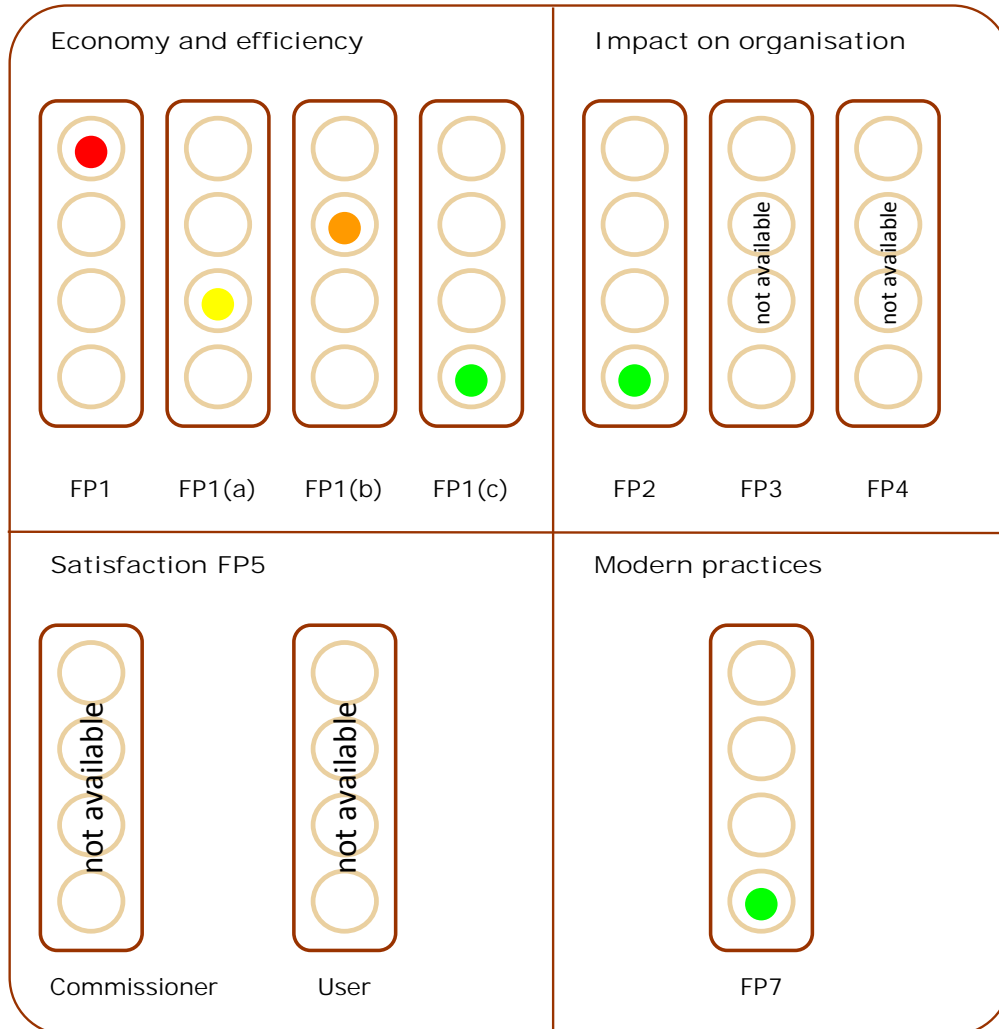 Economy and efficiency
Impact on organisation
not available
not available
FP1 FP1(a) FP1(b) FP1(c) FP2 FP3 FP4
Satisfaction FP5
Modern practices
not available
not available
Commissioner User FP7